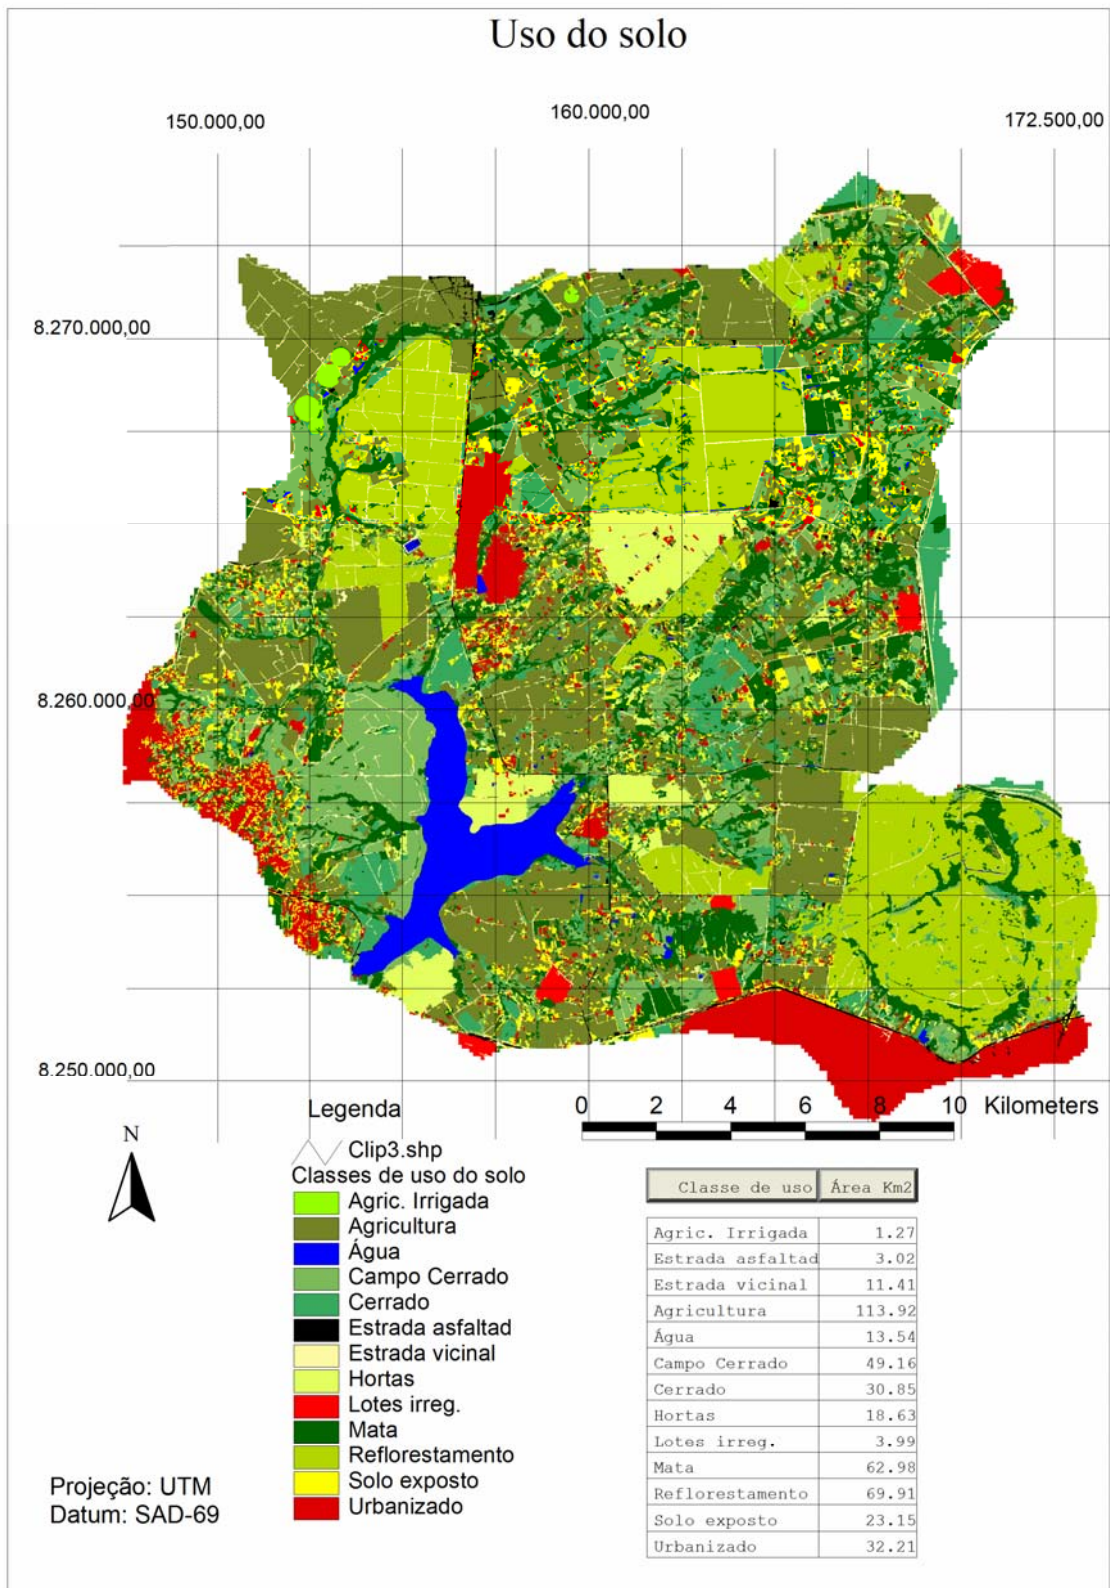 Uso do solo
150.000,00 160.000,00 172.500,00
8.270.000,00
8.260.000,00
8.250.000,00
Legenda
0 2 4 6 8 10 Kilometers
N
Clip3.shp
Classes de uso do solo
Agric. Irrigada
Agricultura
Água
Campo Cerrado
Cerrado
Estrada asfaltad
Estrada vicinal
Hortas
Lotes irreg.
Mata
Reflorestamento
Solo exposto
Urbanizado
Classe de uso Área Km2
Agric. Irrigada 1.27
Estrada asfaltad 3.02
Estrada vicinal 11.41
Agricultura 113.92
Água 13.54
Campo Cerrado 49.16
Cerrado 30.85
Hortas 18.63
Lotes irreg. 3.99
Mata 62.98
Reflorestamento 69.91
Solo exposto 23.15
Urbanizado 32.21
Projeção: UTM
Datum: SAD-69